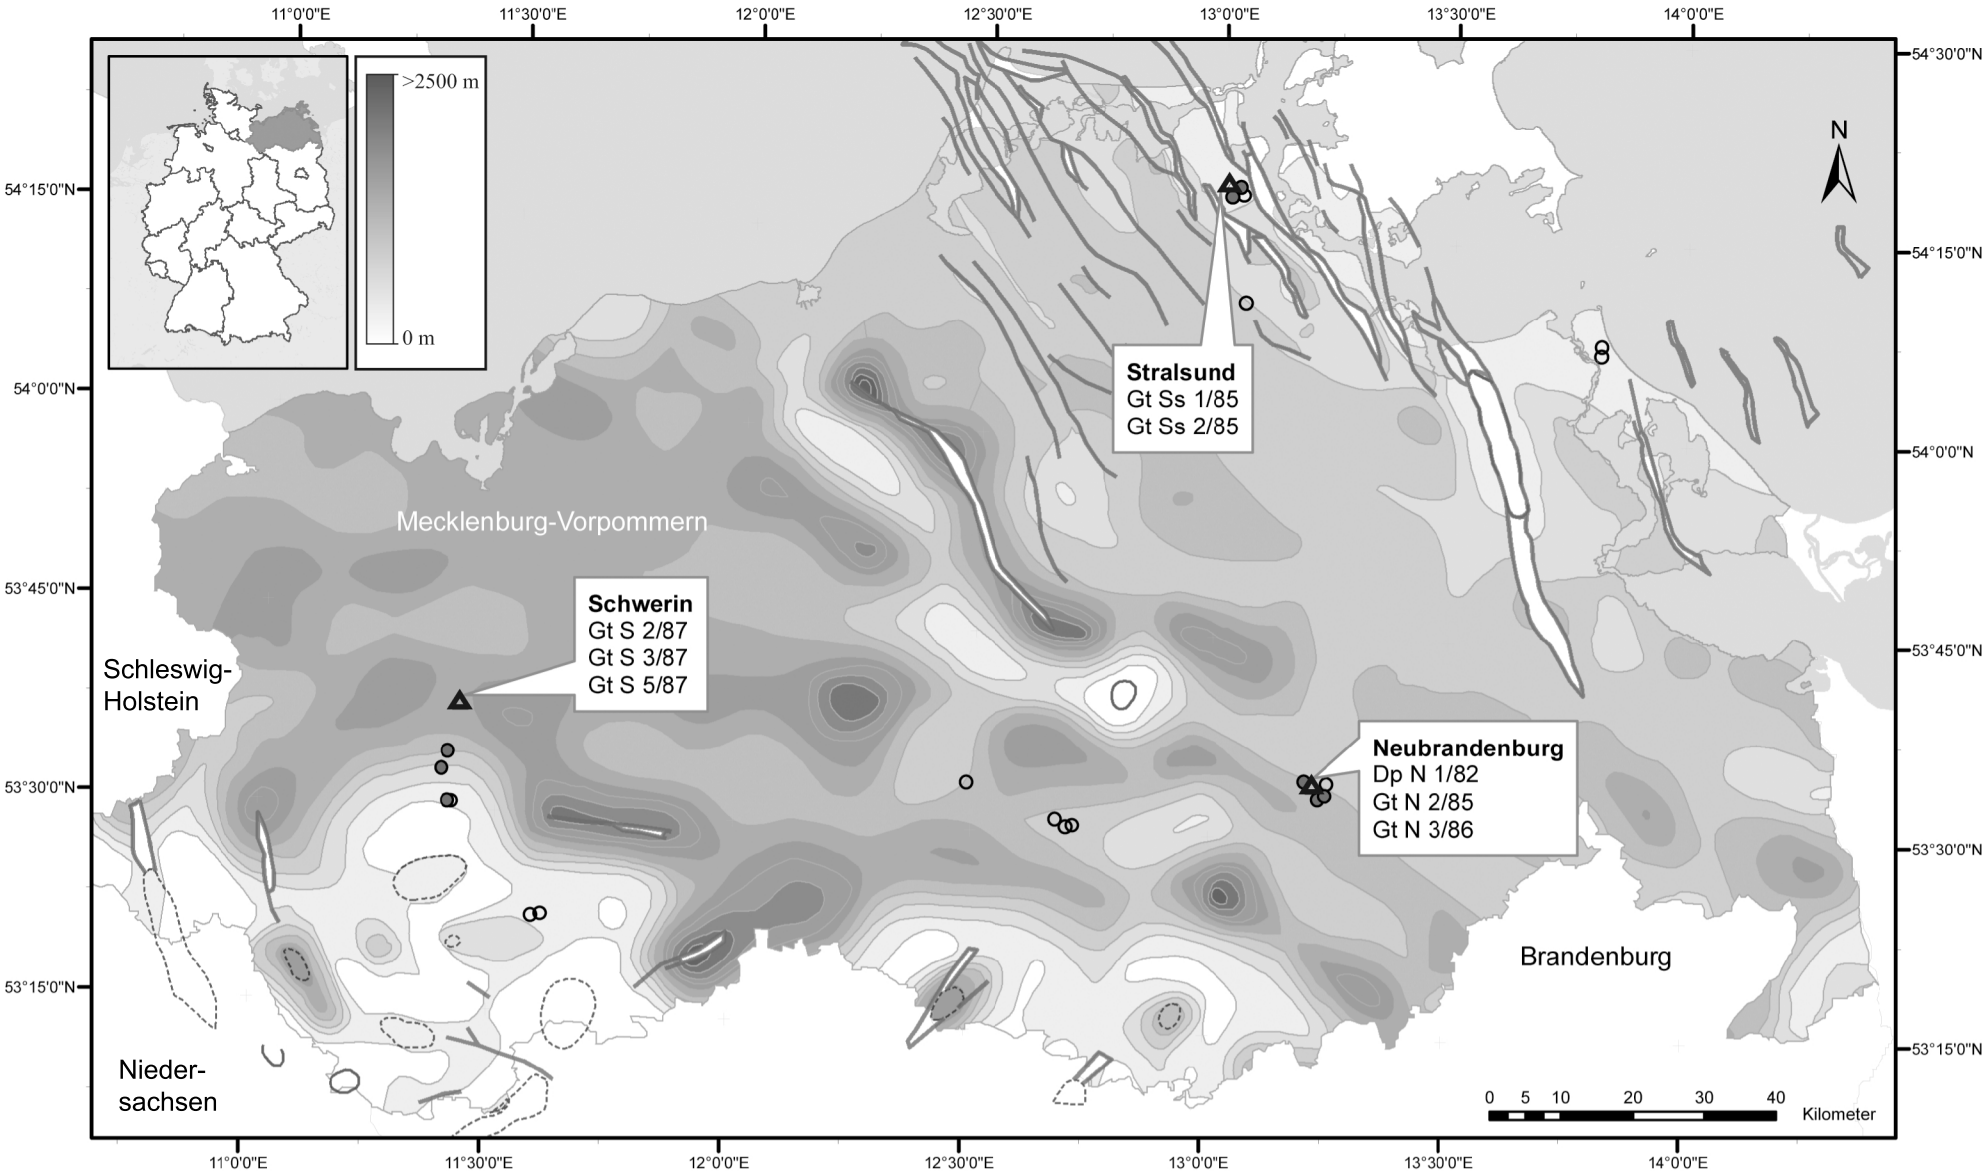 11°0'0"E
11°30'0"E
12°0'0"E
12°30'0"E
13°0'0"E
13°30'0"E
14°0'0"E
54°30'0"N
>2500 m
0 m
N
54°15'0"N
54°15'0"N
Stralsund
Gt Ss 1/85
Gt Ss 2/85
54°0'0"N
54°0'0"N
Mecklenburg-Vorpommern
53°45'0"N
Schwerin
Gt S 2/87
Gt S 3/87
Gt S 5/87
53°45'0"N
Schleswig-
Holstein
Neubrandenburg
Dp N 1/82
Gt N 2/85
Gt N 3/86
53°30'0"N
53°30'0"N
Brandenburg
53°15'0"N
53°15'0"N
Nieder-
sachsen
0 5 10 20 30 40
Kilometer
11°0'0"E
11°30'0"E
12°0'0"E
12°30'0"E
13°0'0"E
13°30'0"E
14°0'0"E